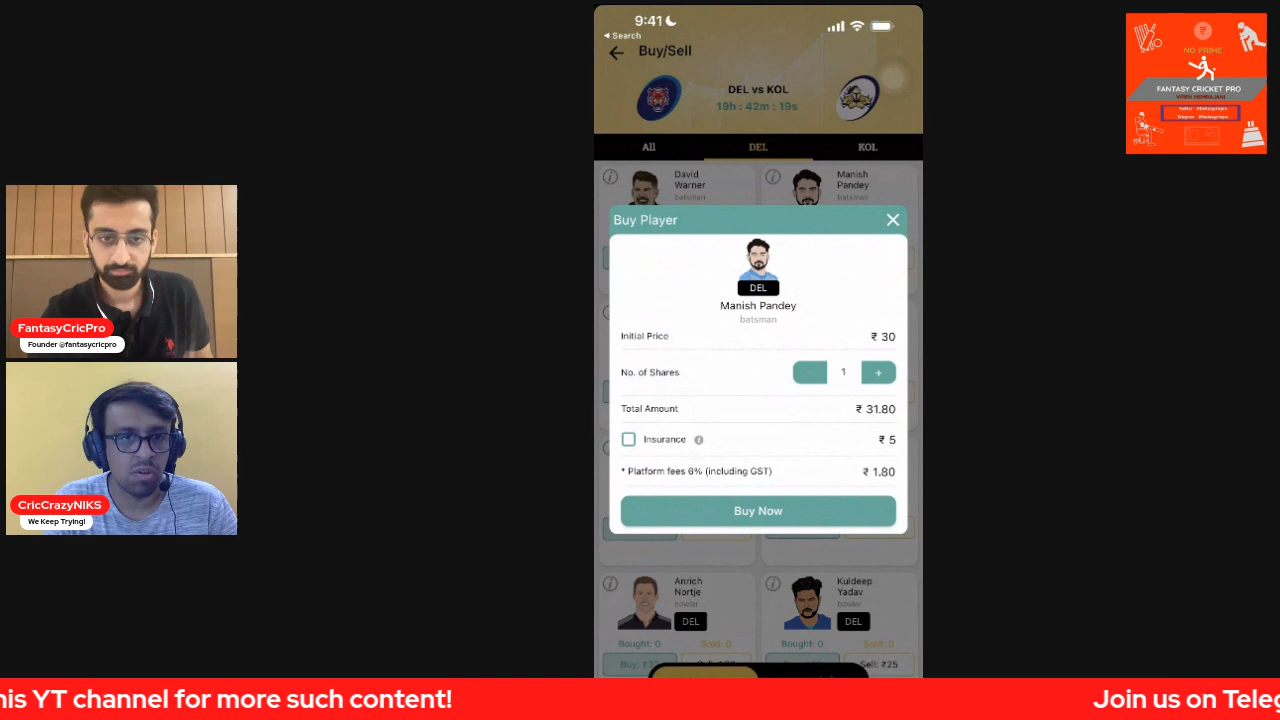 9:41
Search
Buy/Sell
DEL vs KOL
19h : 42m : 19s
All
DEL
KOL
David
Warner
batsman
Manish
Pandey
batsman
Buy Player
DEL
Manish Pandey
batsman
Initial Price
₹ 30
No. of Shares
-
1
+
Total Amount
₹ 31.80
Insurance
₹ 5
* Platform fees 6% (including GST)
₹ 1.80
Buy Now
Anrich
Nortje
bowler
DEL
Bought: 0
Sold: 0
Kuldeep
Yadav
bowler
DEL
Bought: 0
Sold: 0
Sell: ₹25
FantasyCricPro
Founder @fantasycricpro
CricCrazyNIKS
We Keep Trying!
NO PRIME
FANTASY CRICKET PRO
his YT channel for more such content!
Join us on Teleg